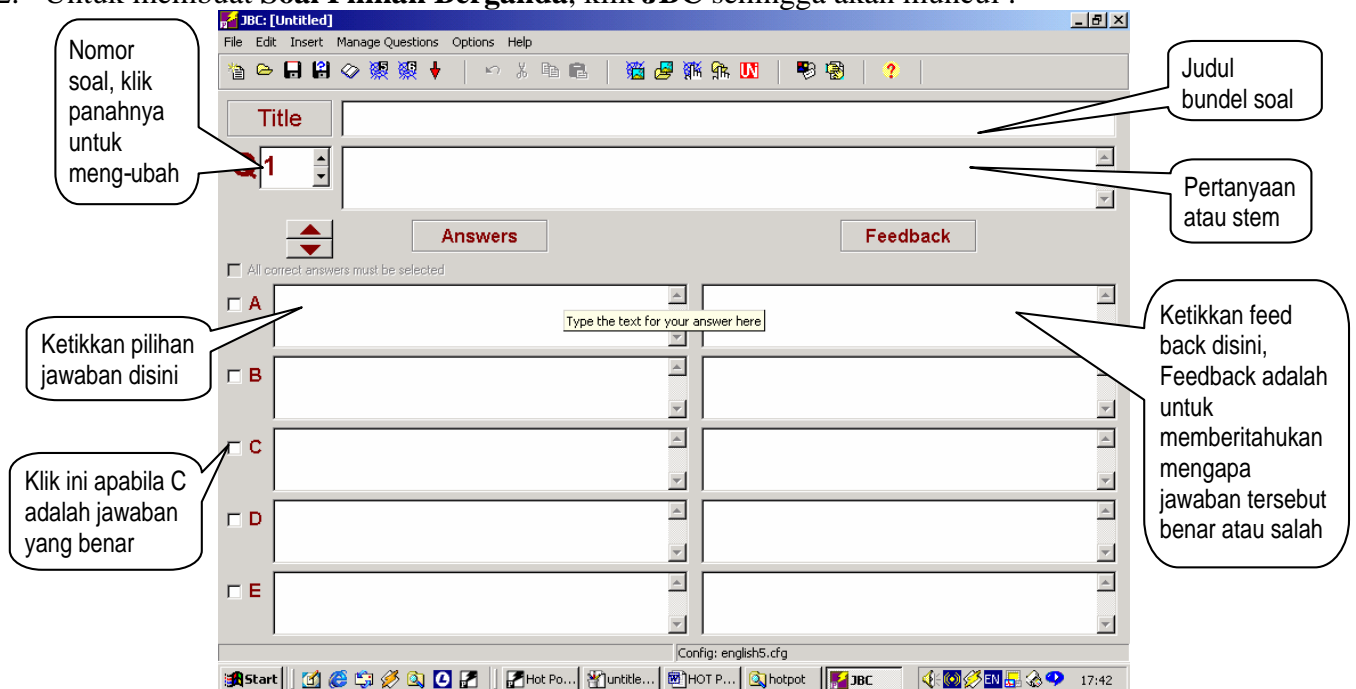 2. Untuk membuat Soal Pilihan Berganda, klik JBC sehingga akan muncul :
JBC: [Untitled]
File Edit Insert Manage Questions Options Help
Nomor
soal, klik
panahnya
untuk
meng-ubah
Judul
bundel soal
Title
Q 1
Pertanyaan
atau stem
Answers
Feedback
All correct answers must be selected
A
Type the text for your answer here
Ketikkan pilihan
jawaban disini
Ketikkan feed
back disini,
Feedback adalah
untuk
memberitahukan
mengapa
jawaban tersebut
benar atau salah
B
C
Klik ini apabila C
adalah jawaban
yang benar
D
E
Config: english5.cfg
Start
Hot Po...
untitle...
HOT P...
hotpot
JBC
EN
17:42